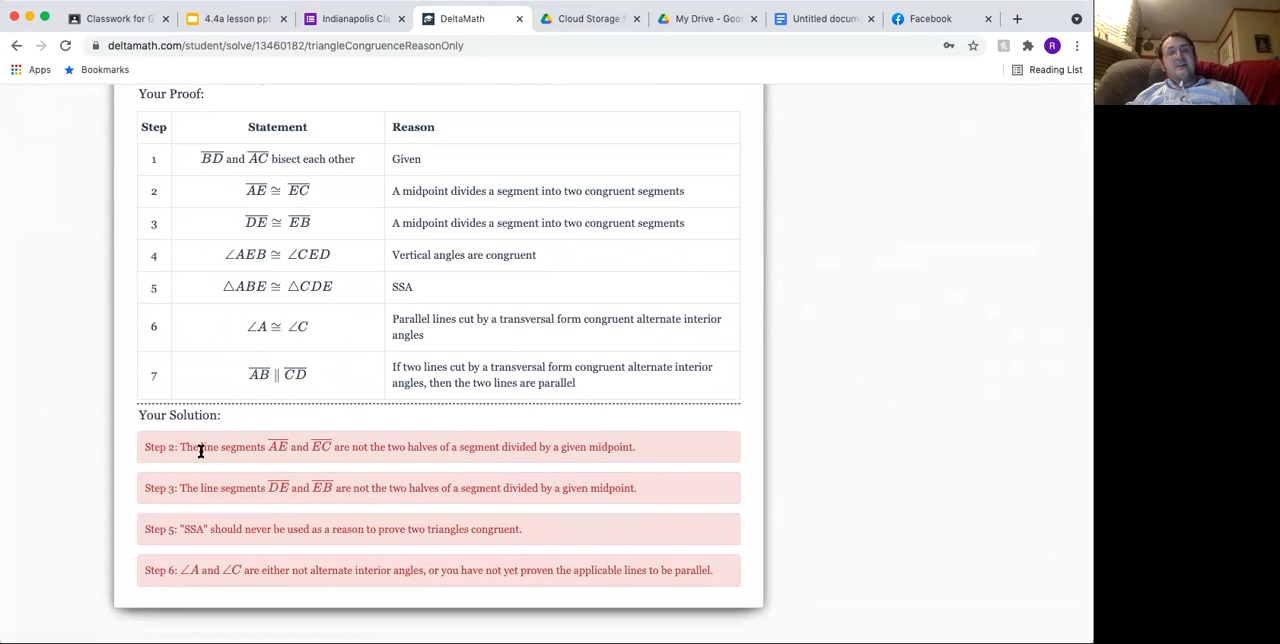 Classwork for G
4.4a lesson ppt
Indianapolis Cla
DeltaMath
Cloud Storage f
My Drive - Goo
Untitled docum
Facebook
deltamath.com/student/solve/13460182/triangleCongruenceReasonOnly
R
Apps
Bookmarks
Reading List
Your Proof:
Step Statement Reason
1 BD and AC bisect each other Given
2 AE ≅ EC A midpoint divides a segment into two congruent segments
3 DE ≅ EB A midpoint divides a segment into two congruent segments
4 ∠AEB ≅ ∠CED Vertical angles are congruent
5 △ABE ≅ △CDE SSA
6 ∠A ≅ ∠C Parallel lines cut by a transversal form congruent alternate interior
angles
7 AB ∥ CD If two lines cut by a transversal form congruent alternate interior
angles, then the two lines are parallel
Your Solution:
Step 2: The line segments AE and EC are not the two halves of a segment divided by a given midpoint.
Step 3: The line segments DE and EB are not the two halves of a segment divided by a given midpoint.
Step 5: "SSA" should never be used as a reason to prove two triangles congruent.
Step 6: ∠A and ∠C are either not alternate interior angles, or you have not yet proven the applicable lines to be parallel.